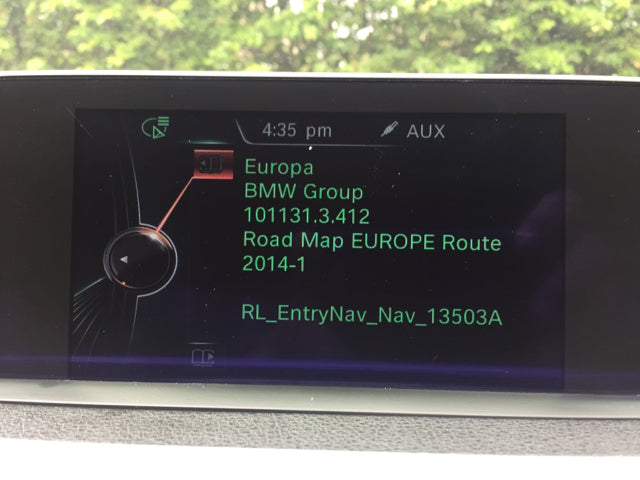 4:35 pm AUX
Europa
BMW Group
101131.3.412
Road Map EUROPE Route
2014-1
RL_EntryNav_Nav_13503A